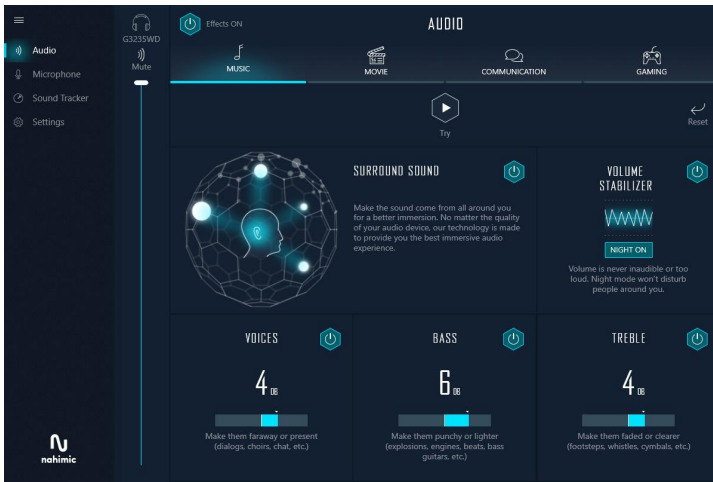 G3235WD
Mute
Audio
Microphone
Sound Tracker
Settings
nahimic
Effects ON
AUDIO
MUSIC
MOVIE
COMMUNICATION
GAMING
Try
Reset
SURROUND SOUND
Make the sound come from all around you
for a better immersion. No matter the quality
of your audio device, our technology is made
to provide you the best immersive audio
experience.
VOLUME
STABILIZER
NIGHT ON
Volume is never inaudible or too
loud. Night mode won't disturb
people around you.
VOICES
4 DB
Make them faraway or present
(dialogs, choirs, chat, etc.)
BASS
6 DB
Make them punchy or lighter
(explosions, engines, beats, bass
guitars, etc.)
TREBLE
4 DB
Make them faded or clearer
(footsteps, whistles, cymbals, etc.)